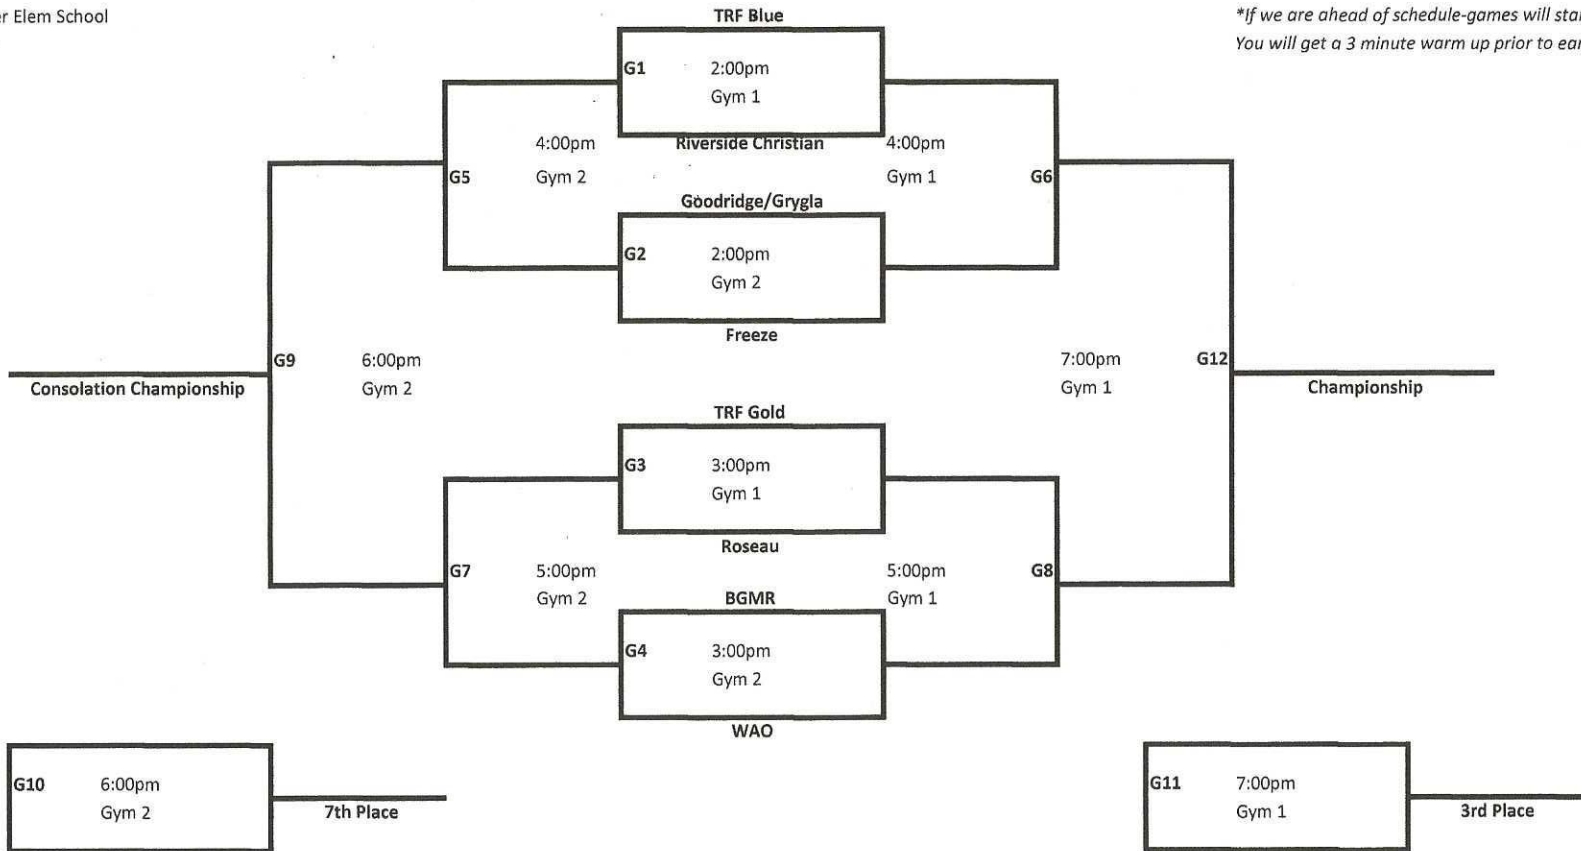 Elem School
*If we are ahead of schedule-games will
You will get a 3 minute warm up prior to
TRF Blue
G1 2:00pm
Gym 1
Riverside Christian
4:00pm
Gym 2
G5
4:00pm
Gym 1
G6
Goodridge/Grygla
G2 2:00pm
Gym 2
Freeze
G9 6:00pm
Gym 2
Consolation Championship
7:00pm G12
Gym 1
Championship
TRF Gold
G3 3:00pm
Gym 1
Roseau
G7 5:00pm
Gym 2
5:00pm G8
Gym 1
BGMR
G4 3:00pm
Gym 2
WAO
G10 6:00pm
Gym 2
7th Place
G11 7:00pm
Gym 1
3rd Place